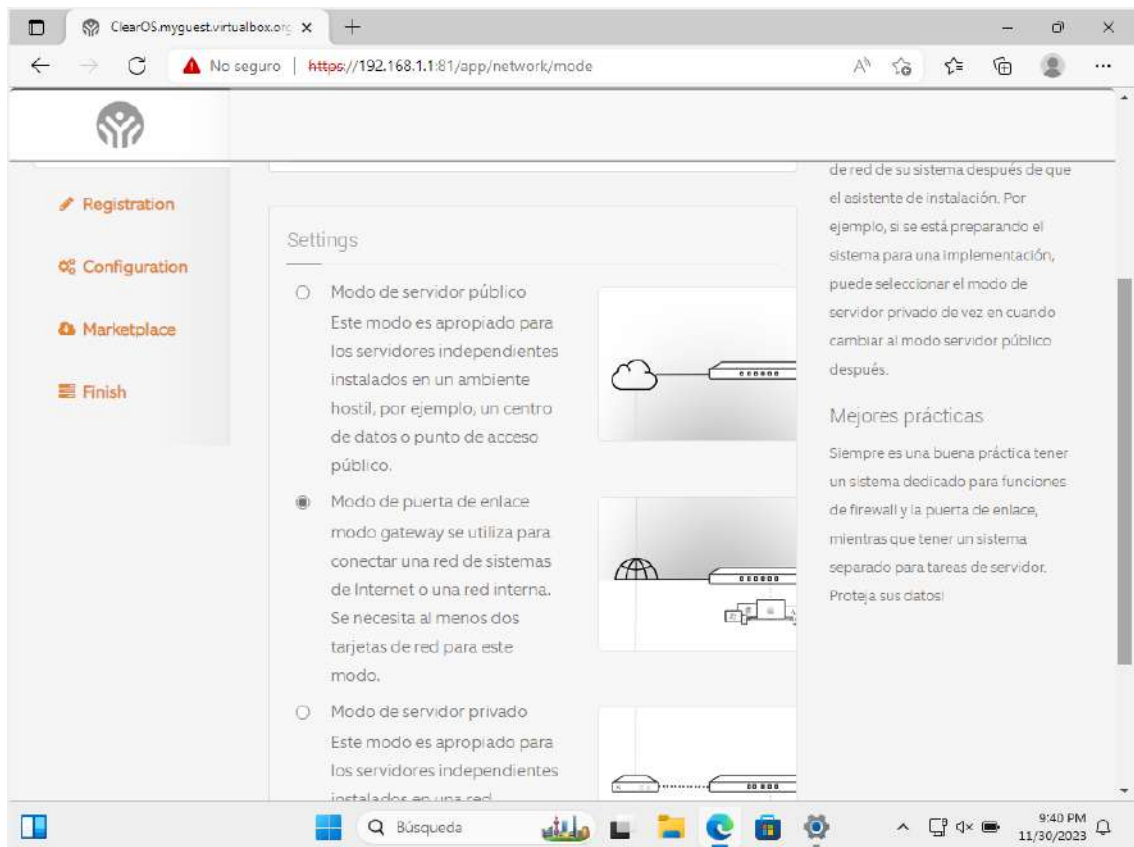 ClearOS.myguest.virtualbox.org
No seguro | https://192.168.1.1:81/app/network/mode
Registration
Configuration
Marketplace
Finish
Settings
Modo de servidor público
Este modo es apropiado para
los servidores independientes
instalados en un ambiente
hostil, por ejemplo, un centro
de datos o punto de acceso
público.
Modo de puerta de enlace
modo gateway se utiliza para
conectar una red de sistemas
de Internet o una red interna.
Se necesita al menos dos
tarjetas de red para este
modo.
Modo de servidor privado
Este modo es apropiado para
los servidores independientes
instalados en una red
de red de su sistema después de que
el asistente de instalación. Por
ejemplo, si se está preparando el
sistema para una implementación,
puede seleccionar el modo de
servidor privado de vez en cuando
cambiar al modo servidor público
después.
Mejores prácticas
Siempre es una buena práctica tener
un sistema dedicado para funciones
de firewall y la puerta de enlace,
mientras que tener un sistema
separado para tareas de servidor.
Proteja sus datos!
Búsqueda
9:40 PM
11/30/2023